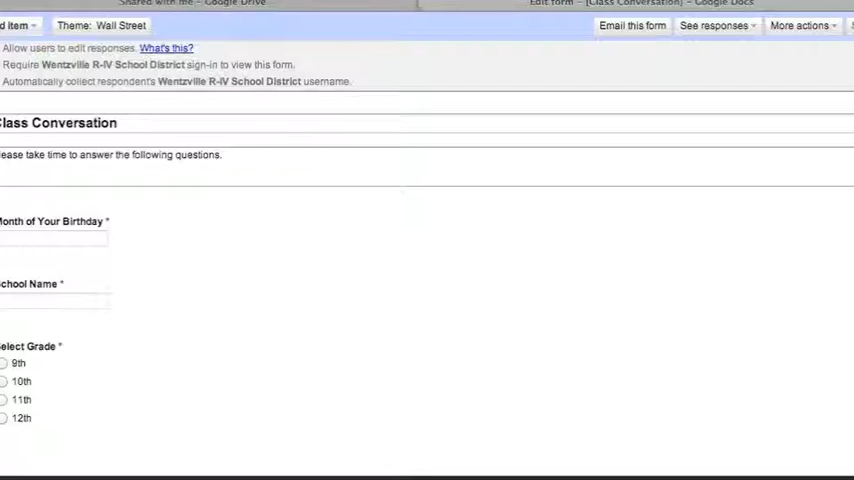 Shared with me – Google Drive
Edit form – [Class Conversation] – Google Docs
d item
Theme: Wall Street
Email this form
See responses
More actions
Allow users to edit responses. What's this?
Require Wentzville R-IV School District sign-in to view this form.
Automatically collect respondent's Wentzville R-IV School District username.
Class Conversation
ease take time to answer the following questions.
Month of Your Birthday *
chool Name *
elect Grade *
9th
10th
11th
12th